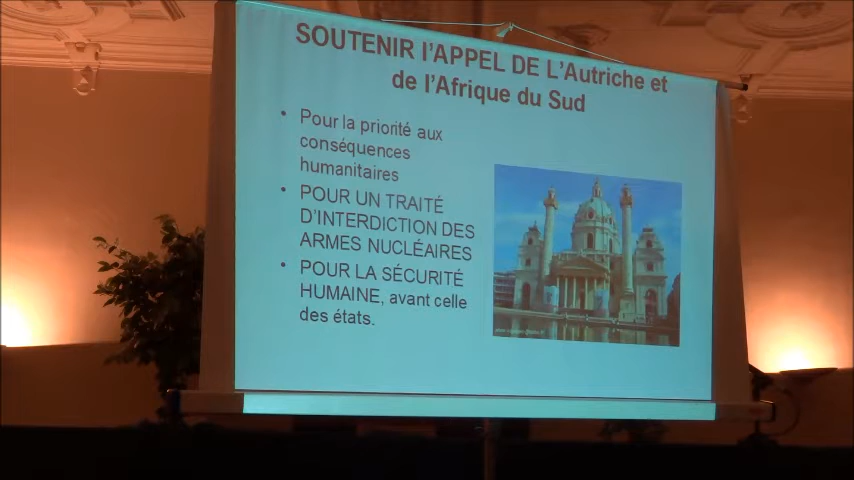 SOUTENIR l'APPEL DE L'Autriche et
de l'Afrique du Sud
• Pour la priorité aux
conséquences
humanitaires
• POUR UN TRAITÉ
D'INTERDICTION DES
ARMES NUCLÉAIRES
• POUR LA SÉCURITÉ
HUMAINE, avant celle
des états.